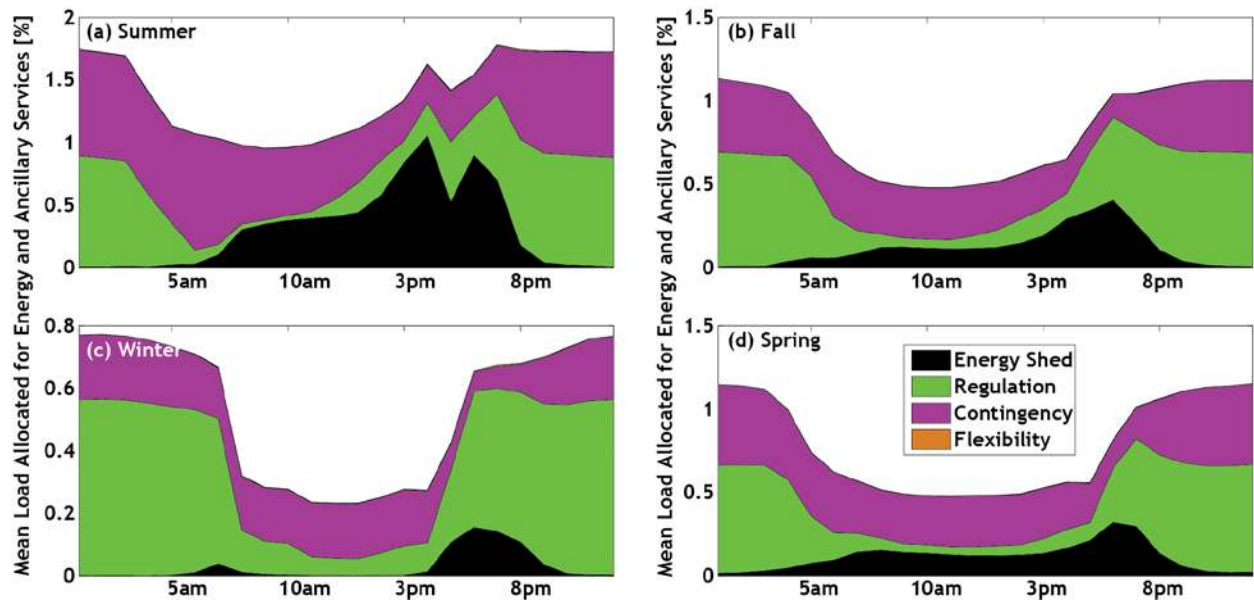 Mean Load Allocated for Energy and Ancillary Services [%]
(a) Summer
2
1.5
1
0.5
0
5am 10am 3pm 8pm
Mean Load Allocated for Energy and Ancillary Services [%]
(b) Fall
1.5
1
0.5
0
5am 10am 3pm 8pm
(c) Winter
0.8
0.6
0.4
0.2
0
5am 10am 3pm 8pm
(d) Spring
1.5
1
0.5
0
Energy Shed
Regulation
Contingency
Flexibility
5am 10am 3pm 8pm